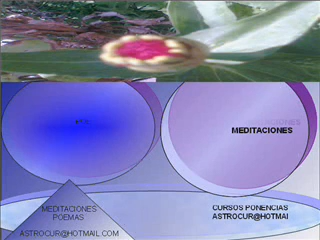 MEDITACIONES
MEDITACIONES
POEMAS
ASTROCUR@HOTMAIL.COM
CURSOS PONENCIAS
ASTROCUR@HOTMAI